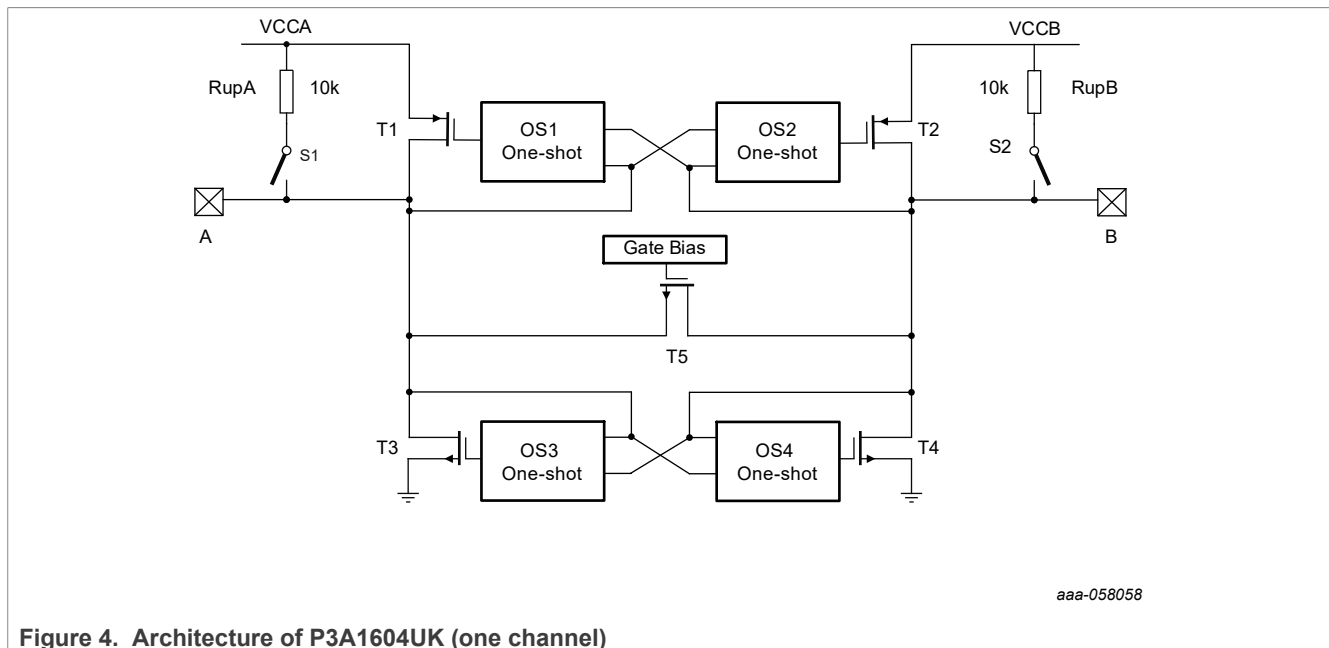 VCCA
VCCB
RupA 10k
10k RupB
T1
OS1
One-shot
OS2
One-shot
T2
S1
S2
A
B
Gate Bias
T5
T3
OS3
One-shot
OS4
One-shot
T4
aaa-058058
Figure 4. Architecture of P3A1604UK (one channel)